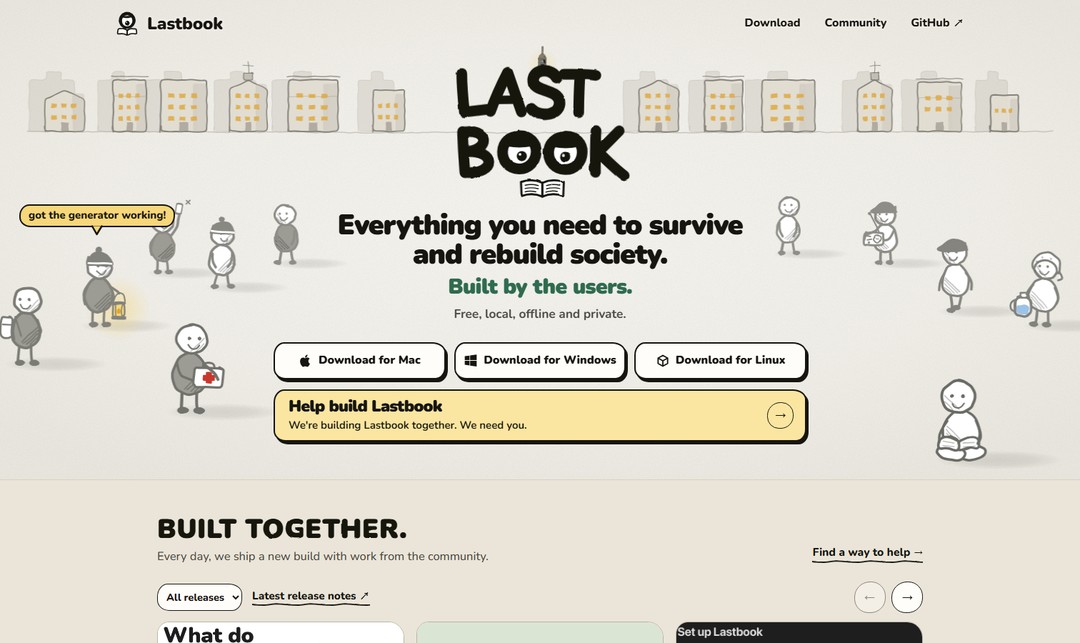 Lastbook
Download
Community
GitHub ↗
LAST
BOOK
got the generator working!
Everything you need to survive
and rebuild society.
Built by the users.
Free, local, offline and private.
Download for Mac
Download for Windows
Download for Linux
Help build Lastbook
We're building Lastbook together. We need you.
→
BUILT TOGETHER.
Every day, we ship a new build with work from the community.
Find a way to help →
All releases
Latest release notes ↗
← →
What do
Set up Lastbook